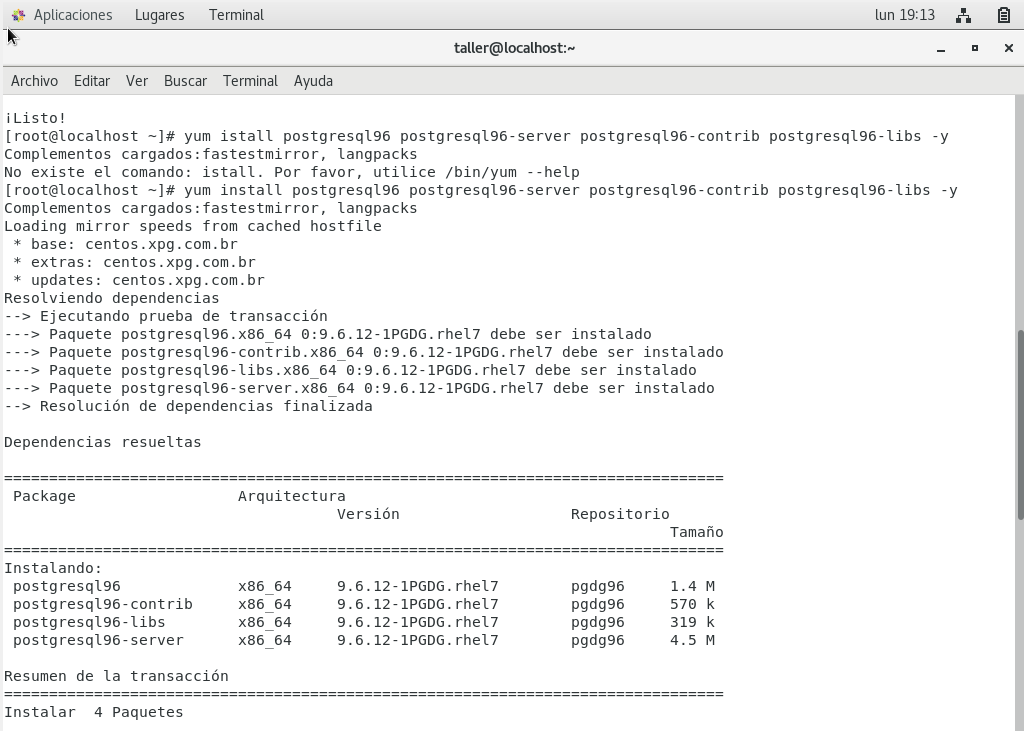 Aplicaciones Lugares Terminal lun 19:13
taller@localhost:~
Archivo Editar Ver Buscar Terminal Ayuda
¡Listo!
[root@localhost ~]# yum istall postgresql96 postgresql96-server postgresql96-contrib postgresql96-libs -y
Complementos cargados:fastestmirror, langpacks
No existe el comando: istall. Por favor, utilice /bin/yum --help
[root@localhost ~]# yum install postgresql96 postgresql96-server postgresql96-contrib postgresql96-libs -y
Complementos cargados:fastestmirror, langpacks
Loading mirror speeds from cached hostfile
 * base: centos.xpg.com.br
 * extras: centos.xpg.com.br
 * updates: centos.xpg.com.br
Resolviendo dependencias
--> Ejecutando prueba de transacción
---> Paquete postgresql96.x86_64 0:9.6.12-1PGDG.rhel7 debe ser instalado
---> Paquete postgresql96-contrib.x86_64 0:9.6.12-1PGDG.rhel7 debe ser instalado
---> Paquete postgresql96-libs.x86_64 0:9.6.12-1PGDG.rhel7 debe ser instalado
---> Paquete postgresql96-server.x86_64 0:9.6.12-1PGDG.rhel7 debe ser instalado
--> Resolución de dependencias finalizada
Dependencias resueltas
================================================================================
 Package Arquitectura
 Versión Repositorio
 Tamaño
================================================================================
Instalando:
 postgresql96 x86_64 9.6.12-1PGDG.rhel7 pgdg96 1.4 M
 postgresql96-contrib x86_64 9.6.12-1PGDG.rhel7 pgdg96 570 k
 postgresql96-libs x86_64 9.6.12-1PGDG.rhel7 pgdg96 319 k
 postgresql96-server x86_64 9.6.12-1PGDG.rhel7 pgdg96 4.5 M
Resumen de la transacción
================================================================================
Instalar 4 Paquetes